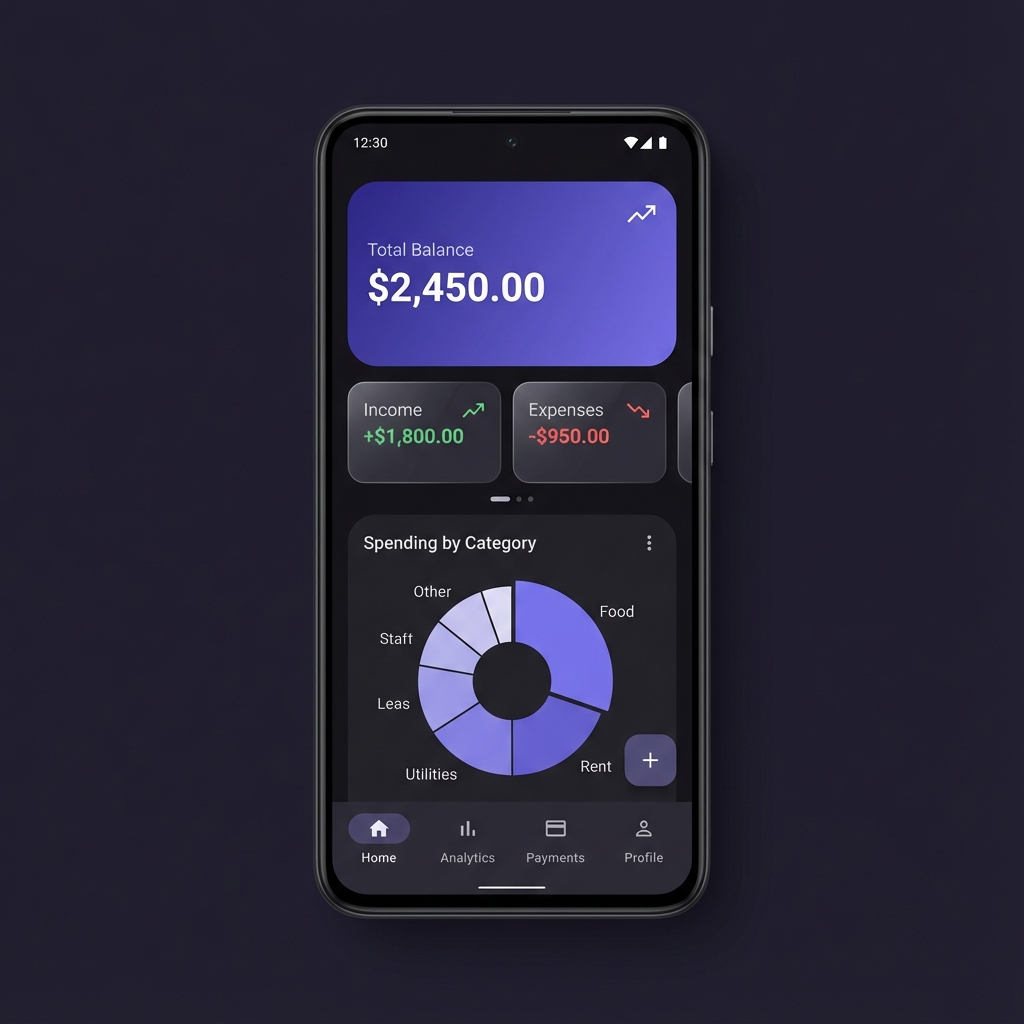 12:30
Total Balance
$2,450.00
Income
+$1,800.00
Expenses
-$950.00
Spending by Category
Other
Food
Staff
Leas
Utilities
Rent
+
Home
Analytics
Payments
Profile